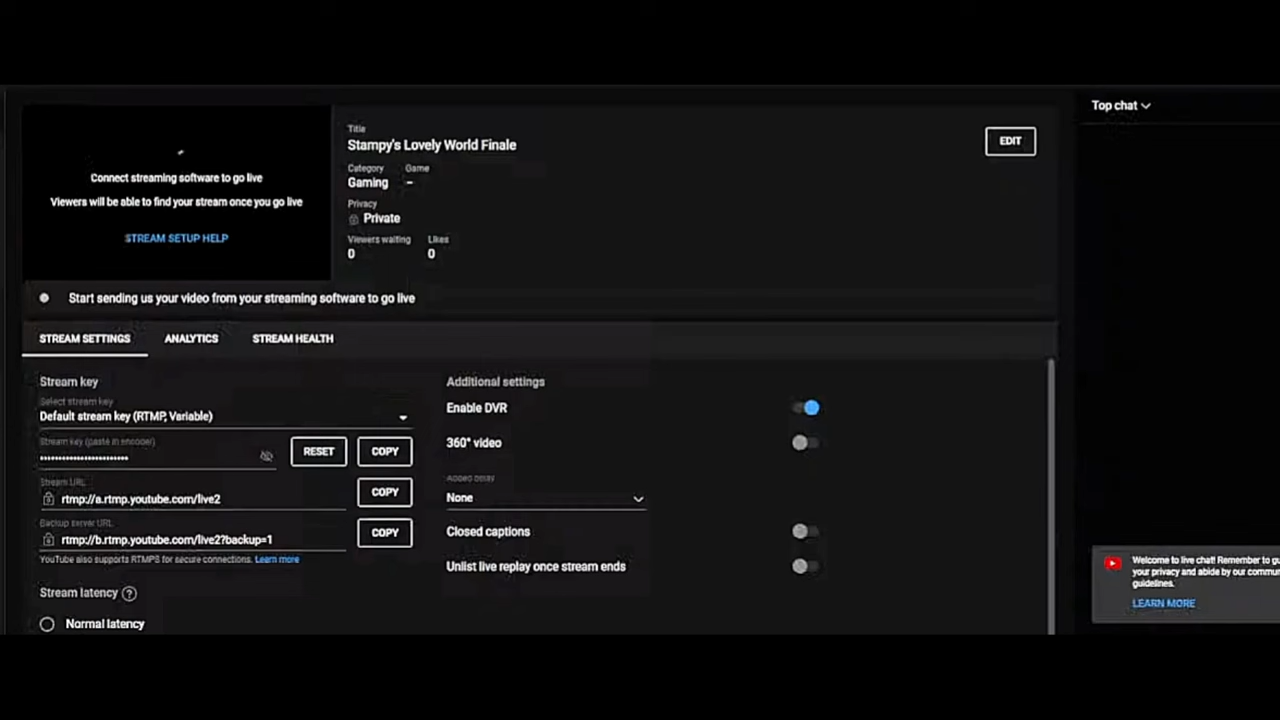 Top chat
Connect streaming software to go live
Viewers will be able to find your stream once you go live
STREAM SETUP HELP
Title
Stampy's Lovely World Finale
EDIT
Category Game
Gaming –
Privacy
Private
Viewers waiting Likes
0 0
Start sending us your video from your streaming software to go live
STREAM SETTINGS ANALYTICS STREAM HEALTH
Stream key
Select stream key
Default stream key (RTMP, Variable)
Stream key (paste in encoder)
••••••••••••••••••••••••
RESET COPY
Stream URL
rtmp://a.rtmp.youtube.com/live2
COPY
Backup server URL
rtmp://b.rtmp.youtube.com/live2?backup=1
COPY
YouTube also supports RTMPS for secure connections. Learn more
Stream latency ?
Normal latency
Additional settings
Enable DVR
360° video
Added delay
None
Closed captions
Unlist live replay once stream ends
Welcome to live chat! Remember to gu
your privacy and abide by our commun
guidelines.
LEARN MORE